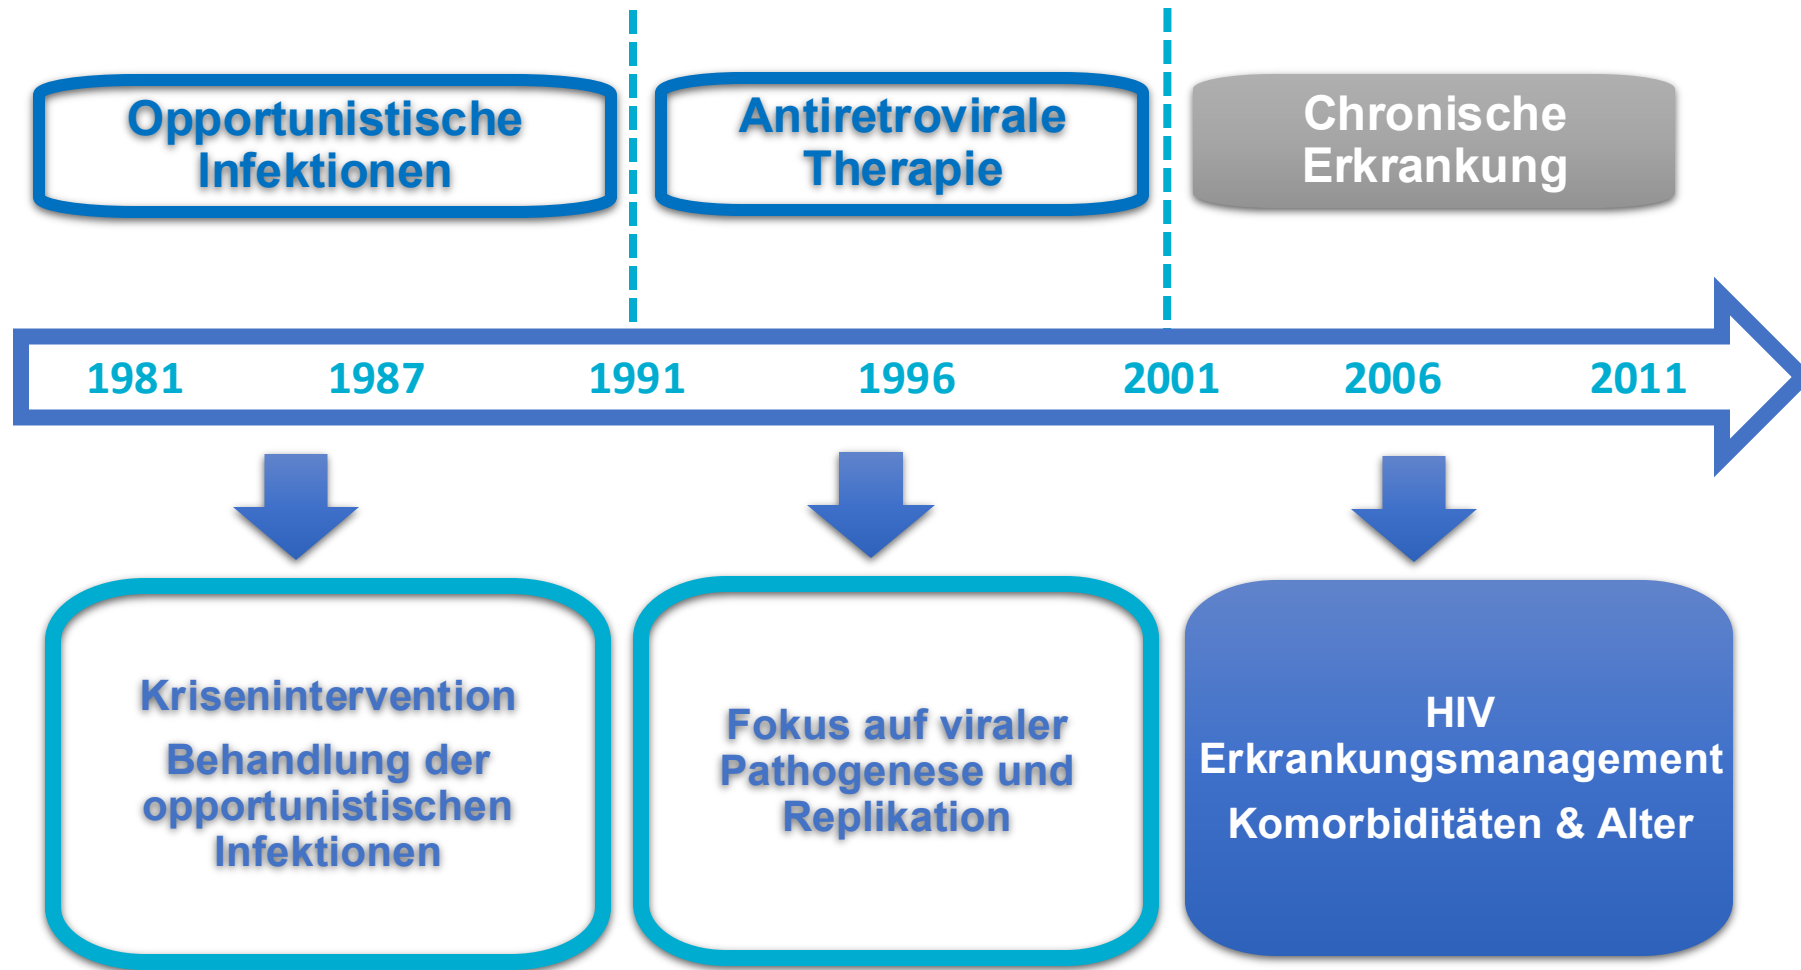 Opportunistische
Infektionen
Antiretrovirale
Therapie
Chronische
Erkrankung
1981 1987 1991 1996 2001 2006 2011
Krisenintervention
Behandlung der
opportunistischen
Infektionen
Fokus auf viraler
Pathogenese und
Replikation
HIV
Erkrankungsmanagement
Komorbiditäten & Alter